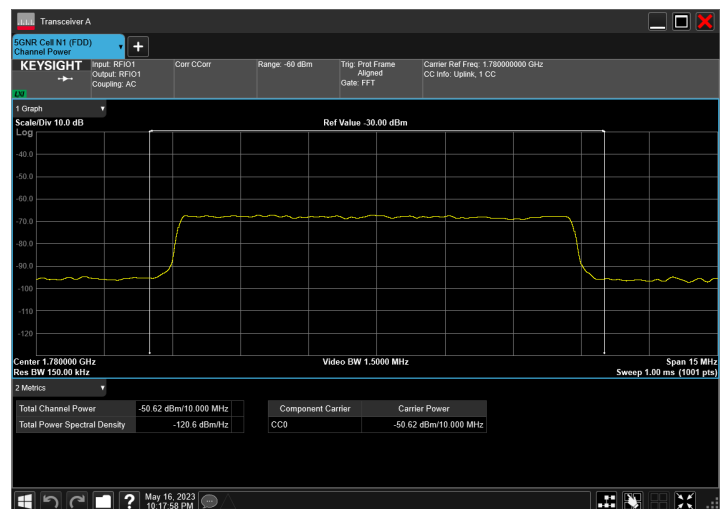 Transceiver A
5GNR Cell N1 (FDD)
Channel Power
KEYSIGHT
Input: RFIO1
Output: RFIO1
Coupling: AC
Corr CCorr
Range: -60 dBm
Trig: Prot Frame
Aligned
Gate: FFT
Carrier Ref Freq: 1.780000000 GHz
CC Info: Uplink, 1 CC
LXI
1 Graph
Scale/Div 10.0 dB
Ref Value -30.00 dBm
Log
-40.0
-50.0
-60.0
-70.0
-80.0
-90.0
-100
-110
-120
Center 1.780000 GHz
Video BW 1.5000 MHz
Span 15 MHz
Res BW 150.00 kHz
Sweep 1.00 ms (1001 pts)
2 Metrics
Total Channel Power -50.62 dBm/10.000 MHz
Total Power Spectral Density -120.6 dBm/Hz
Component Carrier Carrier Power
CC0 -50.62 dBm/10.000 MHz
May 16, 2023
10:17:58 PM